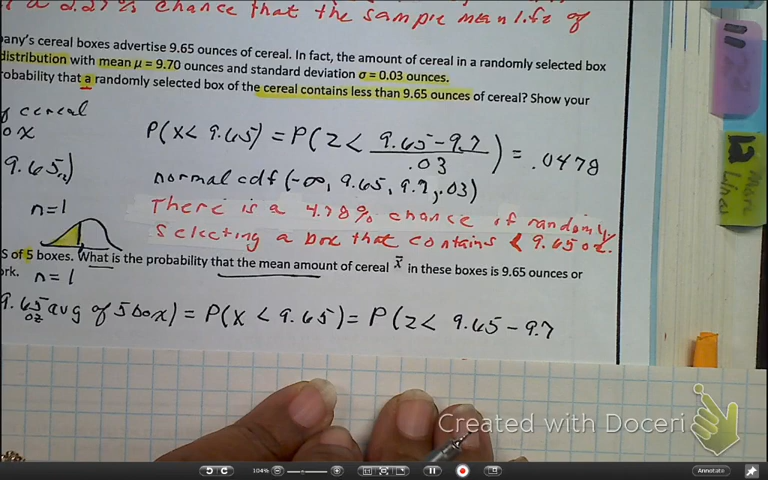 a 2.27% chance that the sample mean life of
any's cereal boxes advertise 9.65 ounces of cereal. In fact, the amount of cereal in a randomly selected box
distribution with mean μ = 9.70 ounces and standard deviation σ = 0.03 ounces.
robability that a randomly selected box of the cereal contains less than 9.65 ounces of cereal? Show your
of cereal
ox
P(X < 9.65) = P(Z < (9.65-9.7)/.03) = .0478
9.65)
normal cdf (-∞, 9.65, 9.7, .03)
n=1
There is a 4.78% chance of randomly
selecting a box that contains < 9.65 oz.
s of 5 boxes. What is the probability that the mean amount of cereal x̄ in these boxes is 9.65 ounces or
rk. n=1
9.65 oz avg of 5 box) = P(X < 9.65) = P(Z < 9.65-9.7
Created with Doceri
104%
Annotate